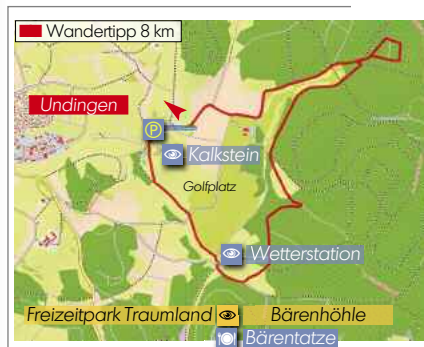 Wandertipp 8 km
Undingen
P
Kalkstein
Golfplatz
Wetterstation
Freizeitpark Traumland Bärenhöhle
Bärentatze